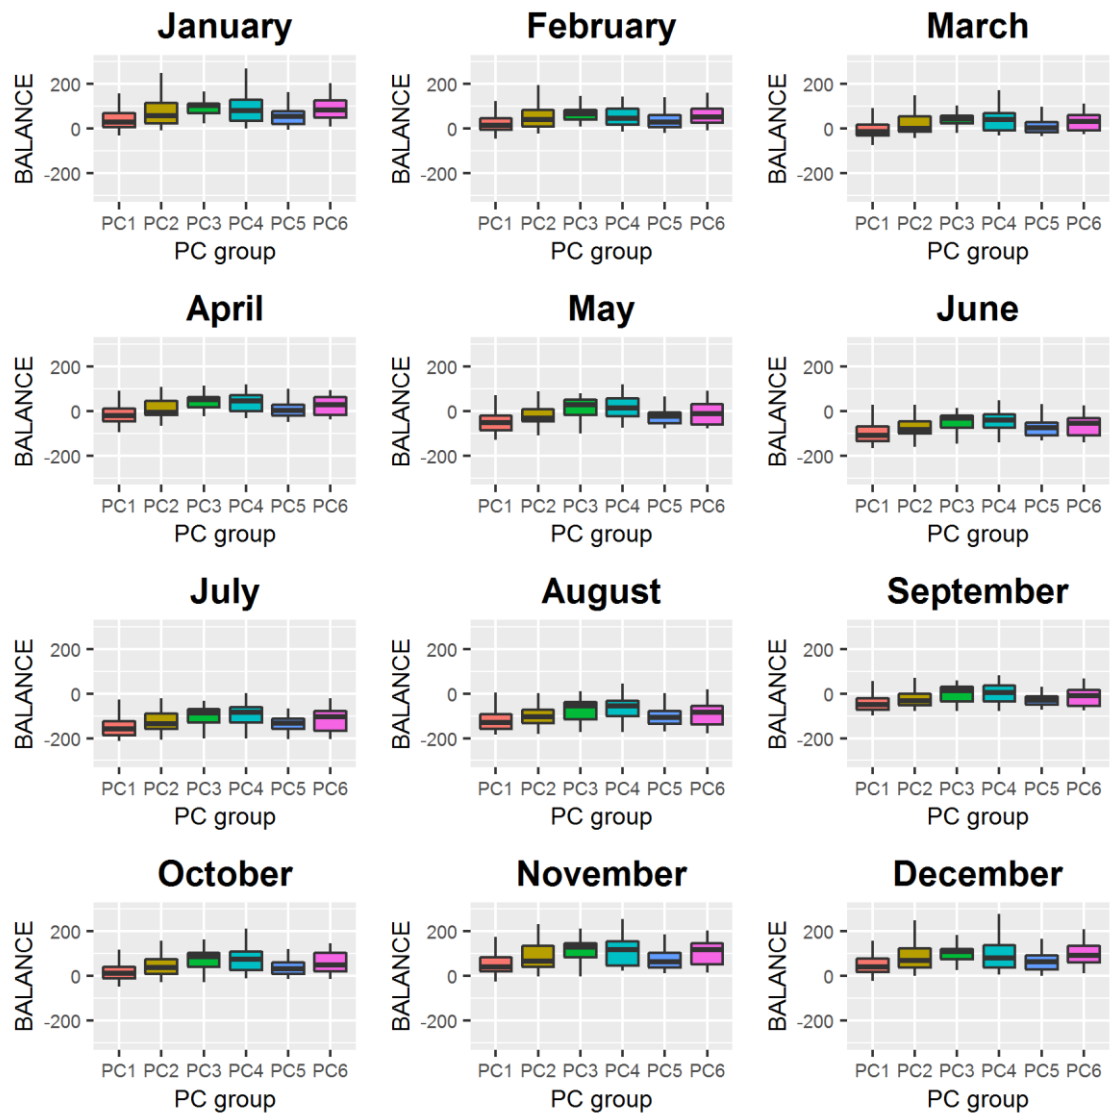 January February March
BALANCE BALANCE BALANCE
200 200 200
0 0 0
-200 -200 -200
PC1 PC2 PC3 PC4 PC5 PC6 PC1 PC2 PC3 PC4 PC5 PC6 PC1 PC2 PC3 PC4 PC5 PC6
PC group PC group PC group
April May June
BALANCE BALANCE BALANCE
200 200 200
0 0 0
-200 -200 -200
PC1 PC2 PC3 PC4 PC5 PC6 PC1 PC2 PC3 PC4 PC5 PC6 PC1 PC2 PC3 PC4 PC5 PC6
PC group PC group PC group
July August September
BALANCE BALANCE BALANCE
200 200 200
0 0 0
-200 -200 -200
PC1 PC2 PC3 PC4 PC5 PC6 PC1 PC2 PC3 PC4 PC5 PC6 PC1 PC2 PC3 PC4 PC5 PC6
PC group PC group PC group
October November December
BALANCE BALANCE BALANCE
200 200 200
0 0 0
-200 -200 -200
PC1 PC2 PC3 PC4 PC5 PC6 PC1 PC2 PC3 PC4 PC5 PC6 PC1 PC2 PC3 PC4 PC5 PC6
PC group PC group PC group